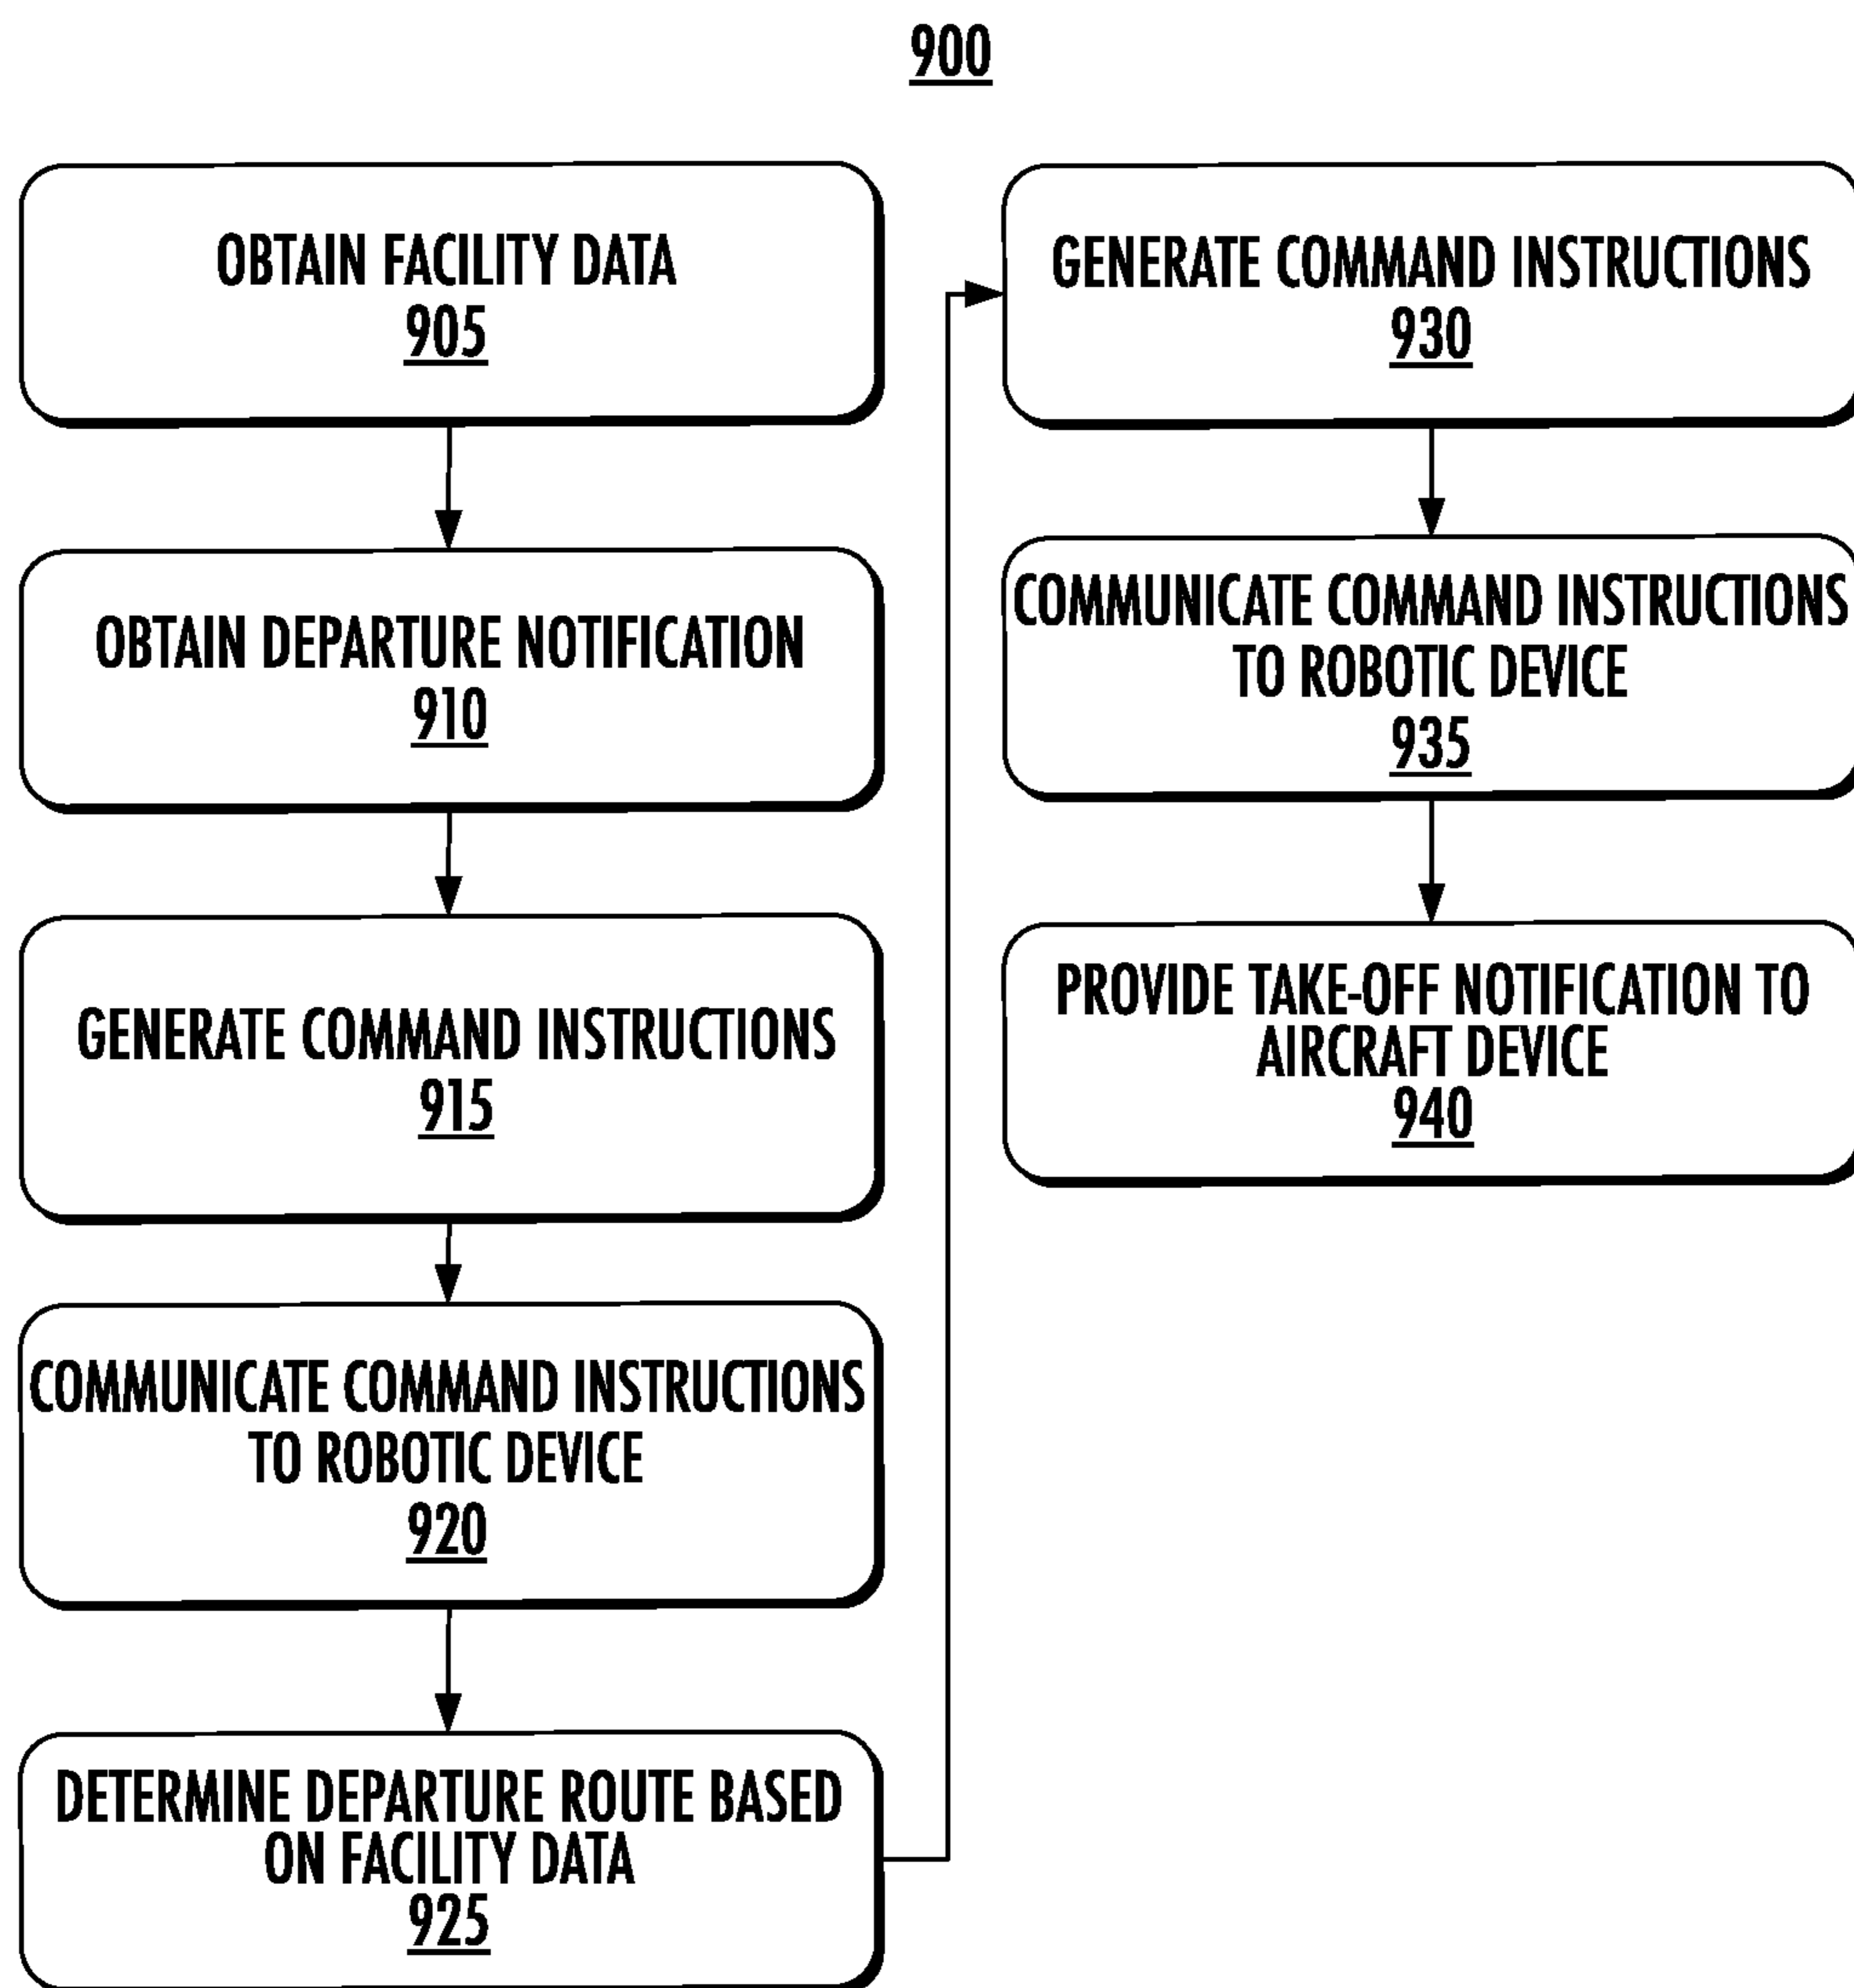 900
OBTAIN FACILITY DATA
905
OBTAIN DEPARTURE NOTIFICATION
910
GENERATE COMMAND INSTRUCTIONS
915
COMMUNICATE COMMAND INSTRUCTIONS
TO ROBOTIC DEVICE
920
DETERMINE DEPARTURE ROUTE BASED
ON FACILITY DATA
925
GENERATE COMMAND INSTRUCTIONS
930
COMMUNICATE COMMAND INSTRUCTIONS
TO ROBOTIC DEVICE
935
PROVIDE TAKE-OFF NOTIFICATION TO
AIRCRAFT DEVICE
940